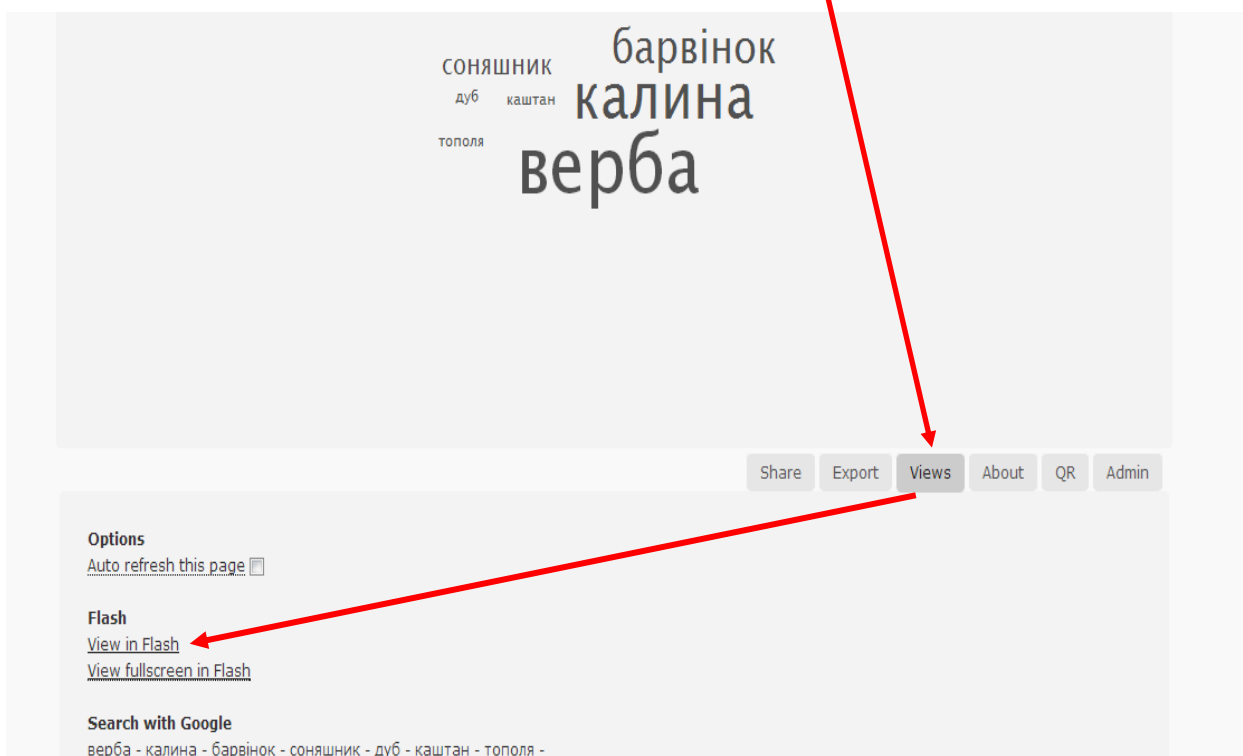 барвінок
соняшник
дуб каштан калина
тополя
верба
Share Export Views About QR Admin
Options
Auto refresh this page
Flash
View in Flash
View fullscreen in Flash
Search with Google
верба - калина - барвінок - соняшник - дуб - каштан - тополя -